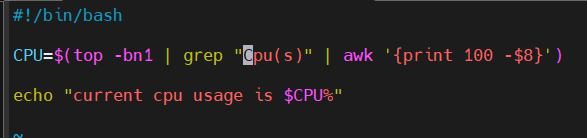 #!/bin/bash
CPU=$(top -bn1 | grep "Cpu(s)" | awk '{print 100 -$8}')
echo "current cpu usage is $CPU%"
~